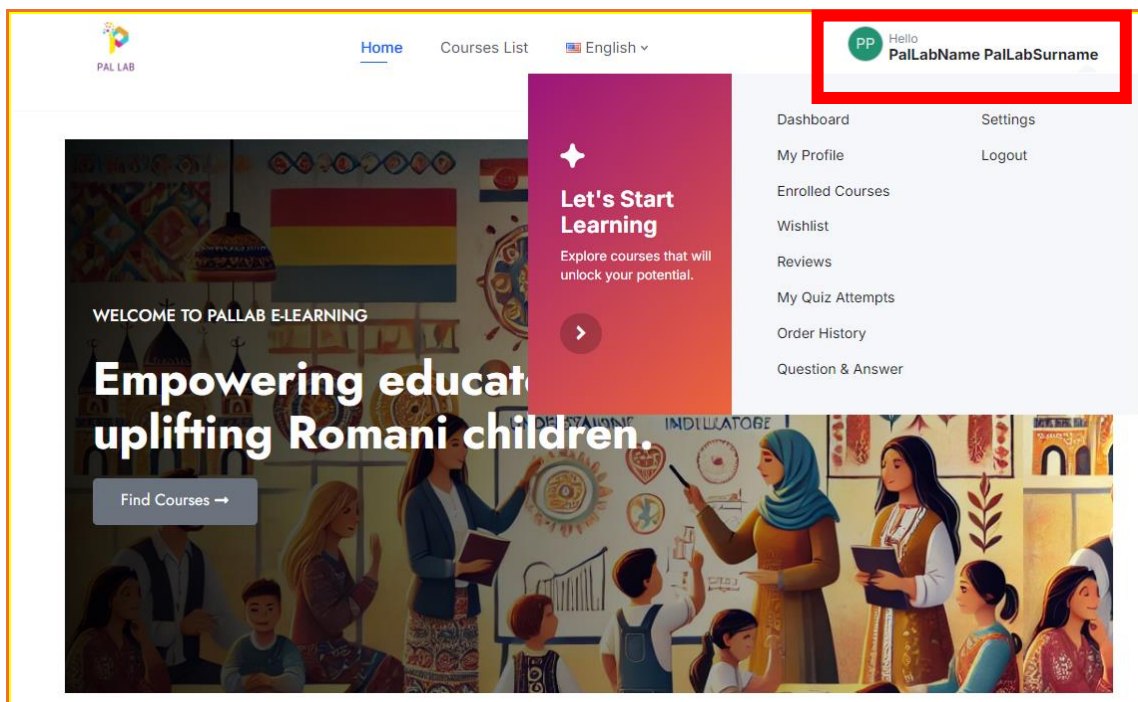 PAL LAB
Home Courses List English
PP
Hello
PalLabName PalLabSurname
Let's Start
Learning
Explore courses that will
unlock your potential.
Dashboard
My Profile
Enrolled Courses
Wishlist
Reviews
My Quiz Attempts
Order History
Question & Answer
Settings
Logout
WELCOME TO PALLAB E-LEARNING
Empowering educat
uplifting Romani children.
Find Courses →